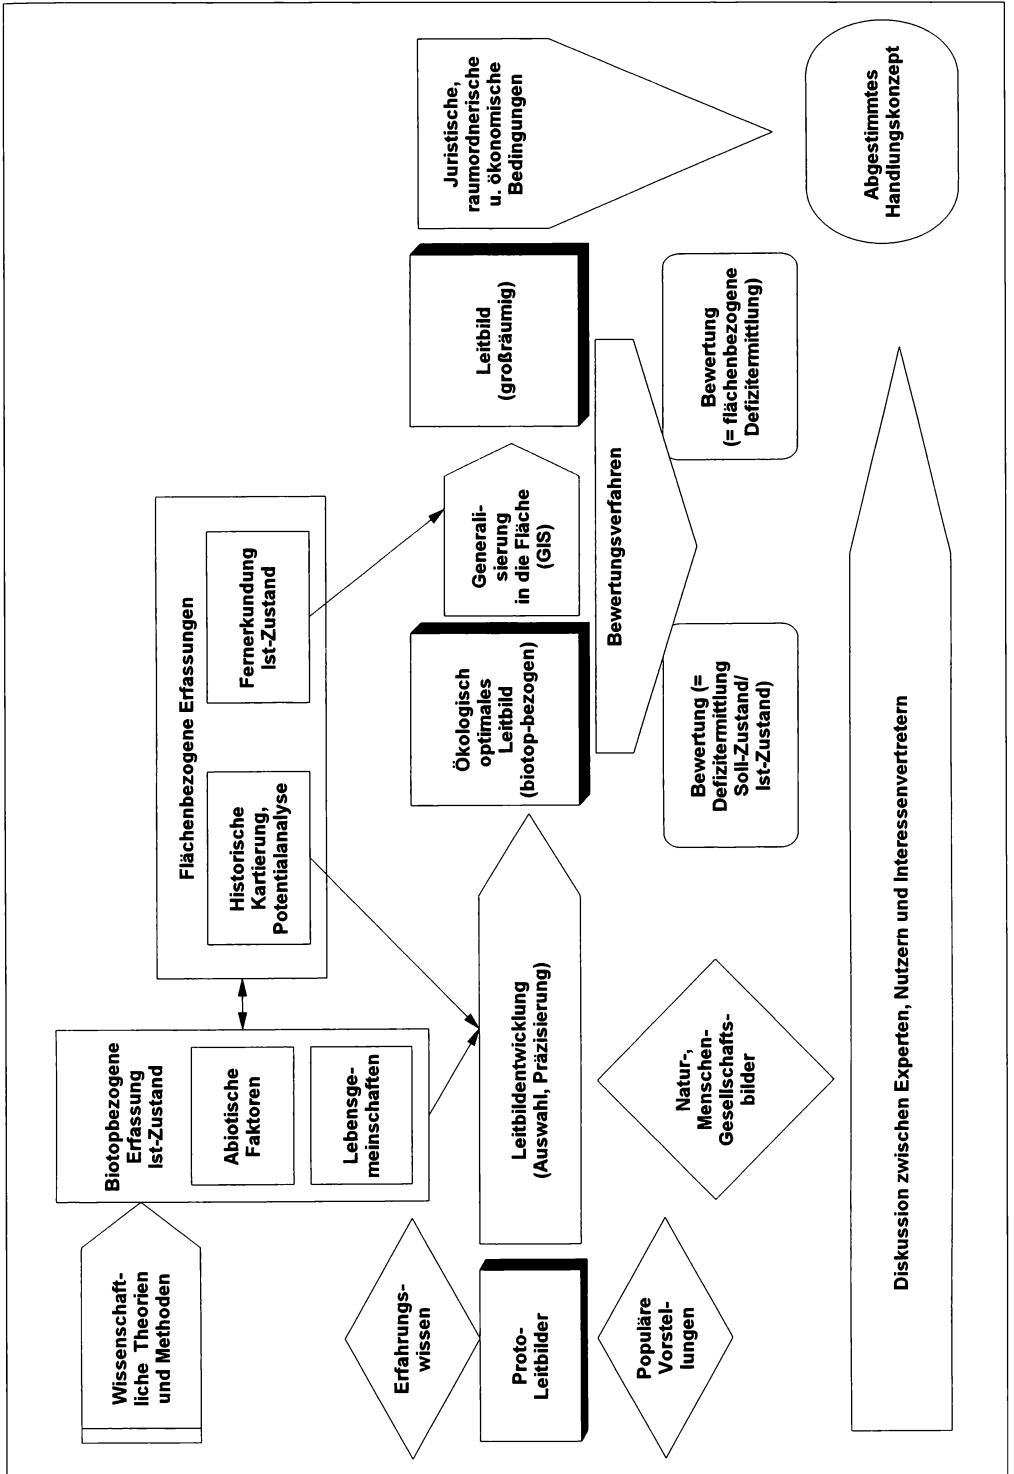 Wissenschaft-
liche Theorien
und Methoden
Biotopbezogene
Erfassung
Ist-Zustand
Abiotische
Faktoren
Lebensge-
meinschaften
Flächenbezogene Erfassungen
Historische
Kartierung,
Potentialanalyse
Fernerkundung
Ist-Zustand
Erfahrungs-
wissen
Proto-
Leitbilder
Populäre
Vorstel-
lungen
Leitbildentwicklung
(Auswahl, Präzisierung)
Natur-,
Menschen-
Gesellschafts-
bilder
Ökologisch
optimales
Leitbild
(biotop-bezogen)
Generali-
sierung
in die Fläche
(GIS)
Leitbild
(großräumig)
Juristische,
raumordnerische
u. ökonomische
Bedingungen
Bewertungsverfahren
Bewertung (=
Defizitermittlung
Soll-Zustand/
Ist-Zustand)
Bewertung
(= flächenbezogene
Defizitermittlung)
Diskussion zwischen Experten, Nutzern und Interessenvertretern
Abgestimmtes
Handlungskonzept